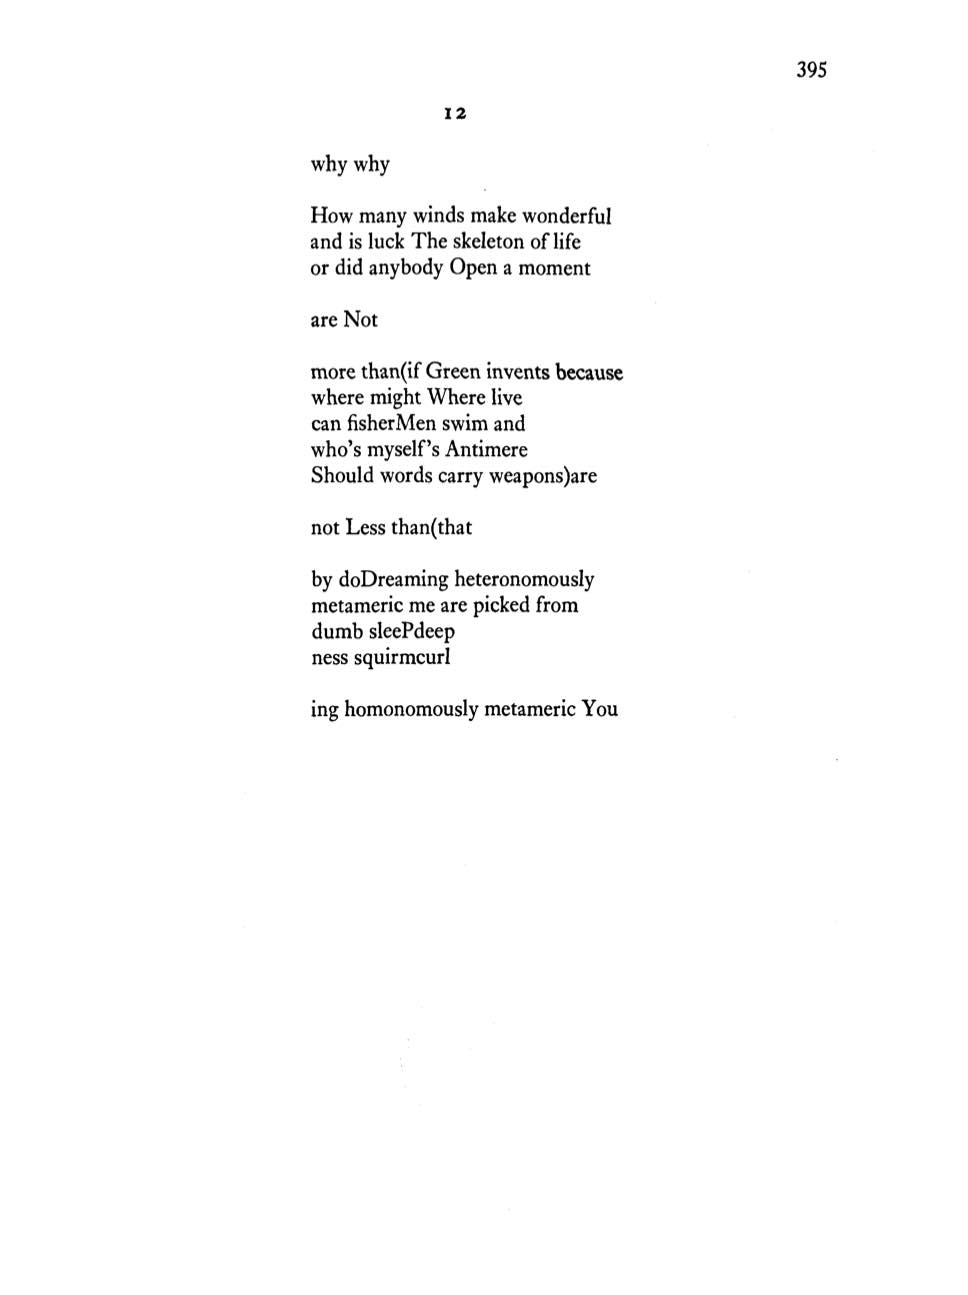 395
12
why why
How many winds make wonderful
and is luck The skeleton of life
or did anybody Open a moment
are Not
more than(if Green invents because
where might Where live
can fisherMen swim and
who's myself's Antimere
Should words carry weapons)are
not Less than(that
by doDreaming heteronomously
metameric me are picked from
dumb sleePdeep
ness squirmcurl
ing homonomously metameric You